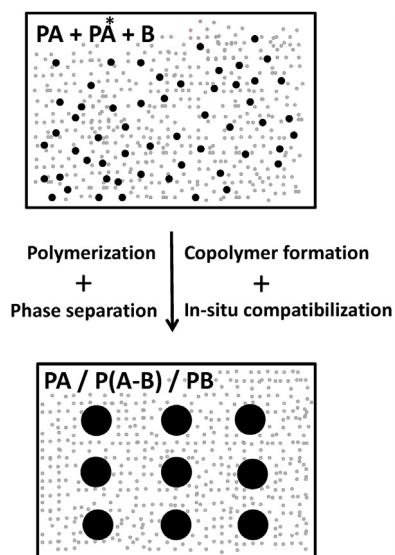 PA + PA* + B
Polymerization
+
Phase separation
Copolymer formation
+
In-situ compatibilization
PA / P(A-B) / PB